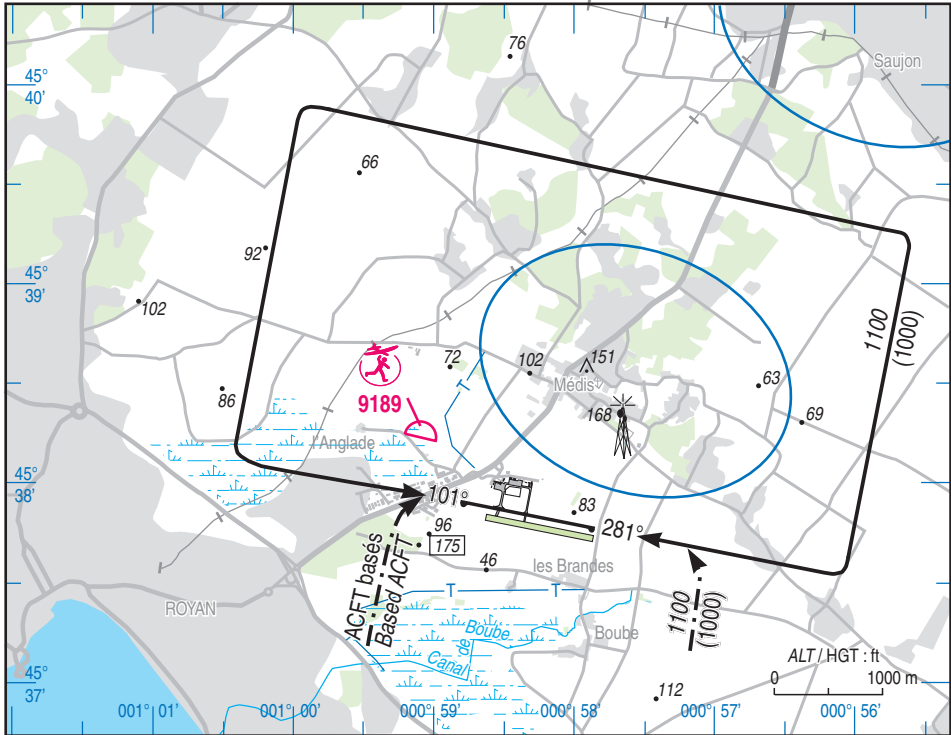 76
Saujon
45°
40'
66
92
45°
39'
102
1100
(1000)
72
102
151
Médis
63
86
9189
168
69
l'Anglade
T
45°
38'
101°
83
281°
96
175
46
les Brandes
ACFT basés
Based ACFT
T
T
ROYAN
Boube
de
Canal
Boube
1100
(1000)
ALT / HGT : ft
0
1000 m
45°
37'
112
001° 01'
001° 00'
000° 59'
000° 58'
000° 57'
000° 56'